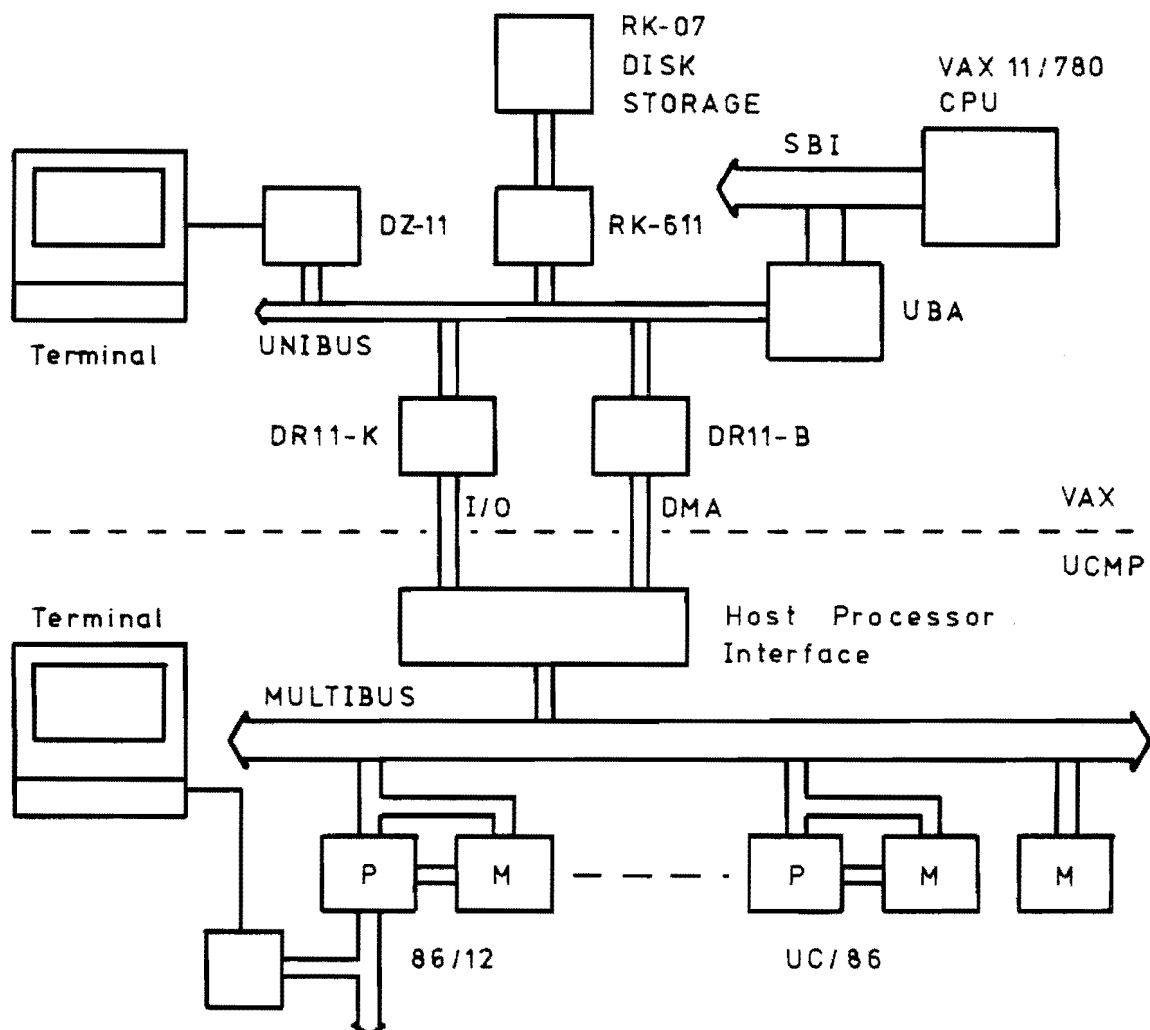 RK-07
DISK
STORAGE
VAX 11/780
CPU
SBI
DZ-11
RK-611
UBA
UNIBUS
Terminal
DR11-K
DR11-B
I/O
DMA
VAX
UCMP
Terminal
Host Processor
Interface
MULTIBUS
P
M
P
M
M
86/12
UC/86